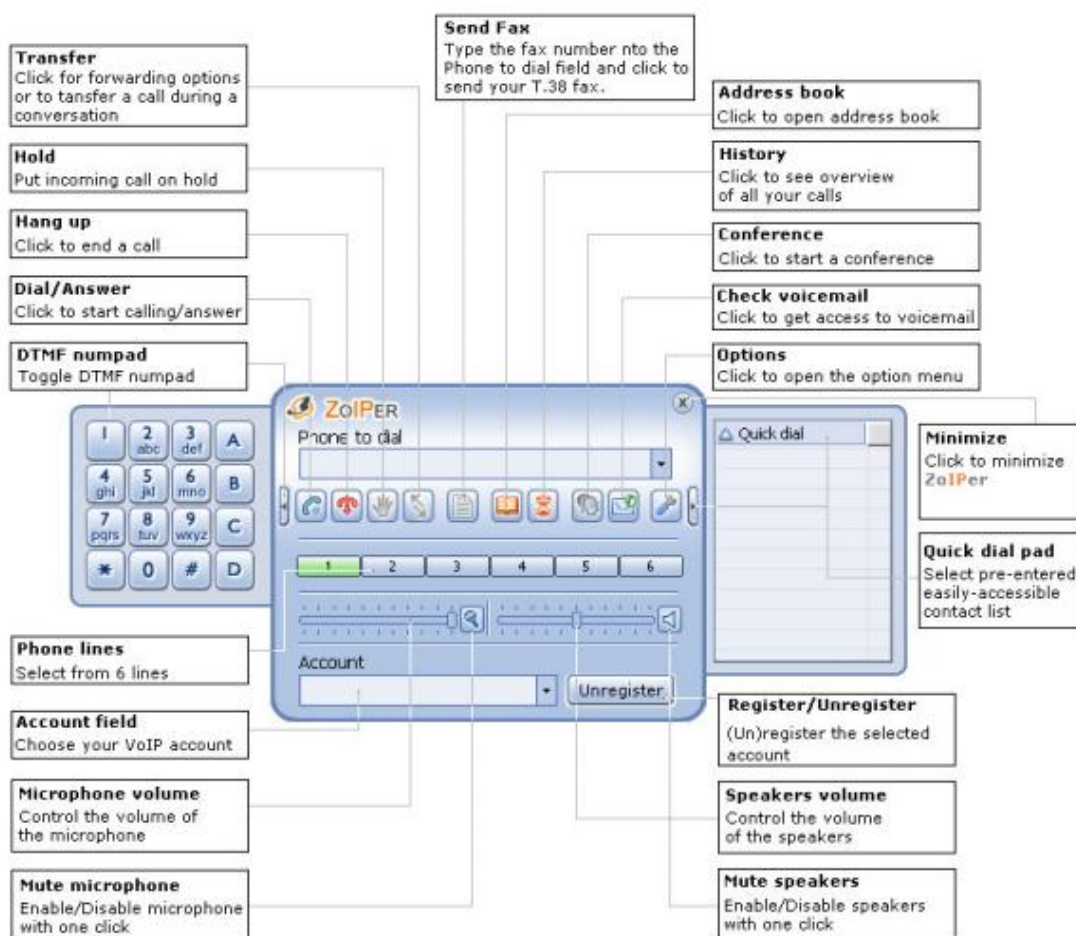 Send Fax
Type the fax number nto the
Phone to dial field and click to
send your T.38 fax.
Transfer
Click for forwarding options
or to tansfer a call during a
conversation
Hold
Put incoming call on hold
Hang up
Click to end a call
Dial/Answer
Click to start calling/answer
DTMF numpad
Toggle DTMF numpad
Address book
Click to open address book
History
Click to see overview
of all your calls
Conference
Click to start a conference
Check voicemail
Click to get access to voicemail
Options
Click to open the option menu
1 2 abc 3 def A
4 ghi 5 jkl 6 mno B
7 pqrs 8 tuv 9 wxyz C
* 0 # D
ZOIPER
X
Phone to dial
1 2 3 4 5 6
Account
Unregister
Quick dial
Minimize
Click to minimize
ZoIPer
Quick dial pad
Select pre-entered
easily-accessible
contact list
Phone lines
Select from 6 lines
Account field
Choose your VoIP account
Microphone volume
Control the volume of
the microphone
Mute microphone
Enable/Disable microphone
with one click
Register/Unregister
(Un)register the selected
account
Speakers volume
Control the volume
of the speakers
Mute speakers
Enable/Disable speakers
with one click